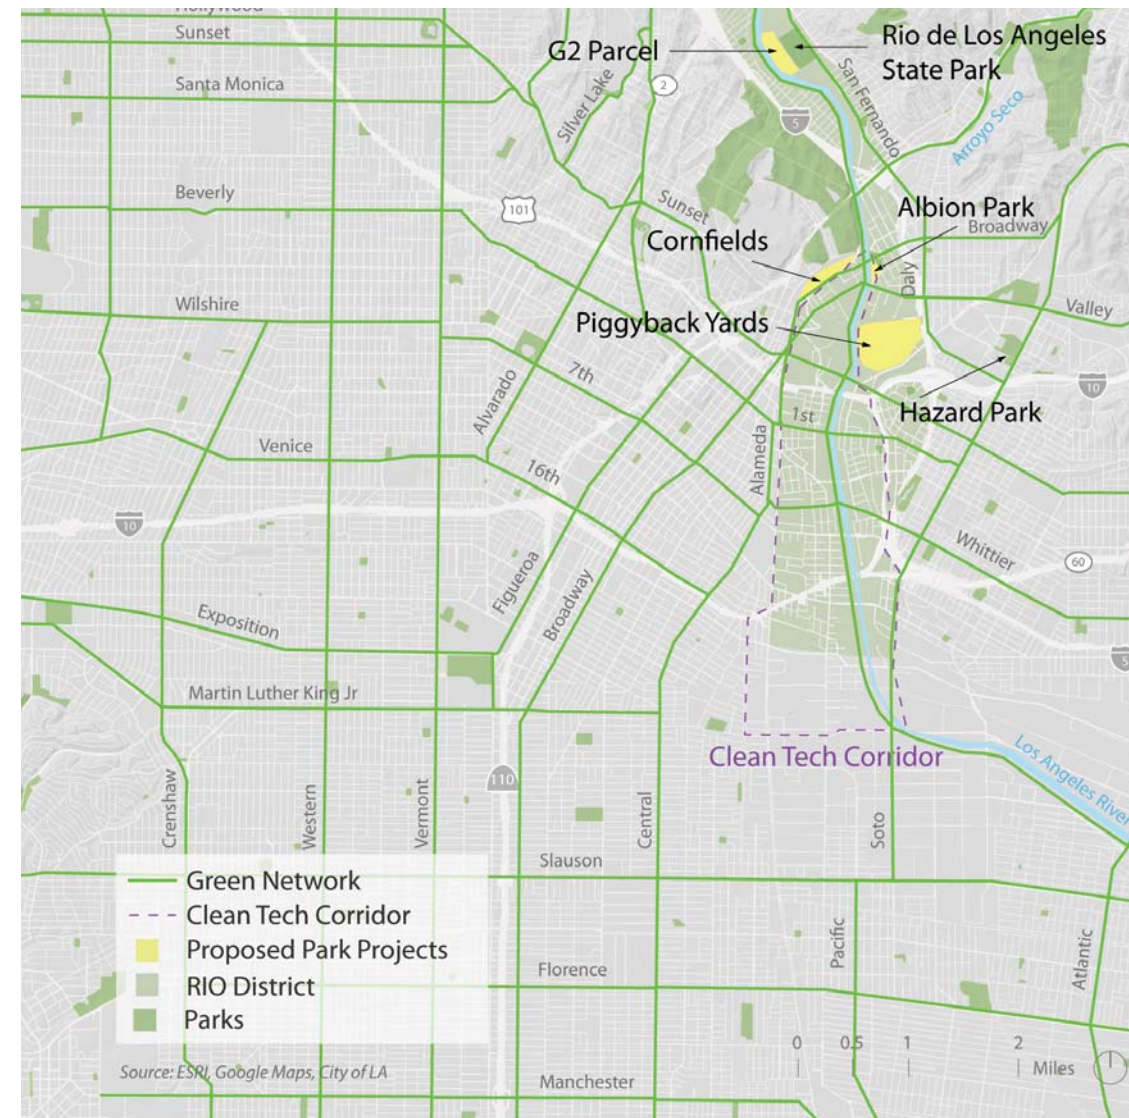 Hollywood
Sunset
Santa Monica
G2 Parcel
Rio de Los Angeles
State Park
2
Silver Lake
San Fernando
5
Arroyo Seco
Beverly
101
Sunset
Albion Park
Broadway
Cornfields
Daly
Wilshire
Valley
Piggyback Yards
7th
Alvarado
10
Hazard Park
1st
Venice
Alameda
16th
10
Whittier
60
Figueroa
Broadway
Exposition
5
Martin Luther King Jr
Clean Tech Corridor
Los Angeles River
110
Crenshaw
Western
Vermont
Central
Soto
Slauson
Green Network
Clean Tech Corridor
Proposed Park Projects
RIO District
Parks
Pacific
Atlantic
Florence
0
0.5
1
2
Miles
Source: ESRI, Google Maps, City of LA
Manchester